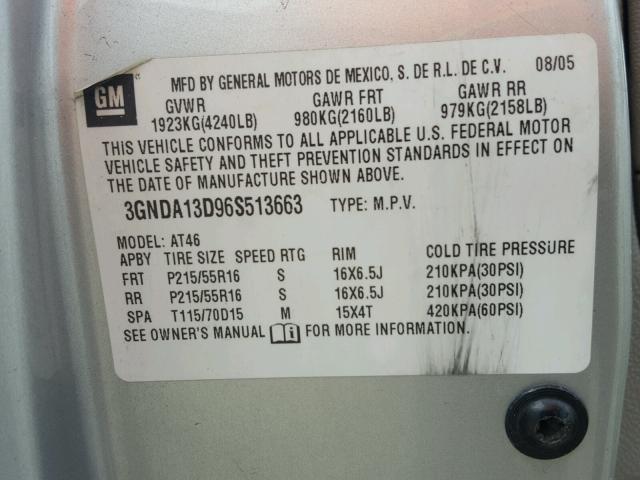 GM
MFD BY GENERAL MOTORS DE MEXICO, S. DE R.L. DE C.V. 08/05
GVWR GAWR FRT GAWR RR
1923KG(4240LB) 980KG(2160LB) 979KG(2158LB)
THIS VEHICLE CONFORMS TO ALL APPLICABLE U.S. FEDERAL MOTOR
VEHICLE SAFETY AND THEFT PREVENTION STANDARDS IN EFFECT ON
THE DATE OF MANUFACTURE SHOWN ABOVE.
3GNDA13D96S513663 TYPE: M.P.V.
MODEL: AT46
APBY TIRE SIZE SPEED RTG RIM COLD TIRE PRESSURE
FRT P215/55R16 S 16X6.5J 210KPA(30PSI)
RR P215/55R16 S 16X6.5J 210KPA(30PSI)
SPA T115/70D15 M 15X4T 420KPA(60PSI)
SEE OWNER'S MANUAL FOR MORE INFORMATION.